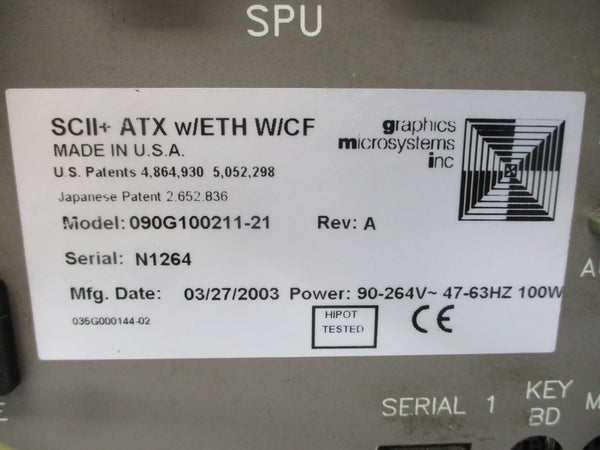 SPU
SCII+ ATX w/ETH W/CF
MADE IN U.S.A.
U.S. Patents 4,864,930 5,052,298
Japanese Patent 2.652.836
graphics
microsystems
inc
Model: 090G100211-21 Rev: A
Serial: N1264
Mfg. Date: 03/27/2003 Power: 90-264V~ 47-63HZ 100W
035G000144-02
HIPOT
TESTED
CE
SERIAL 1
KEY
BD